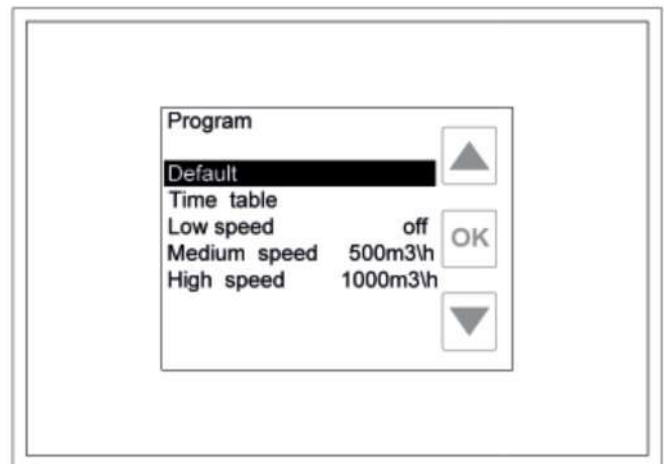 Program
Default
Time table
Low speed off
Medium speed 500m3\h
High speed 1000m3\h
OK